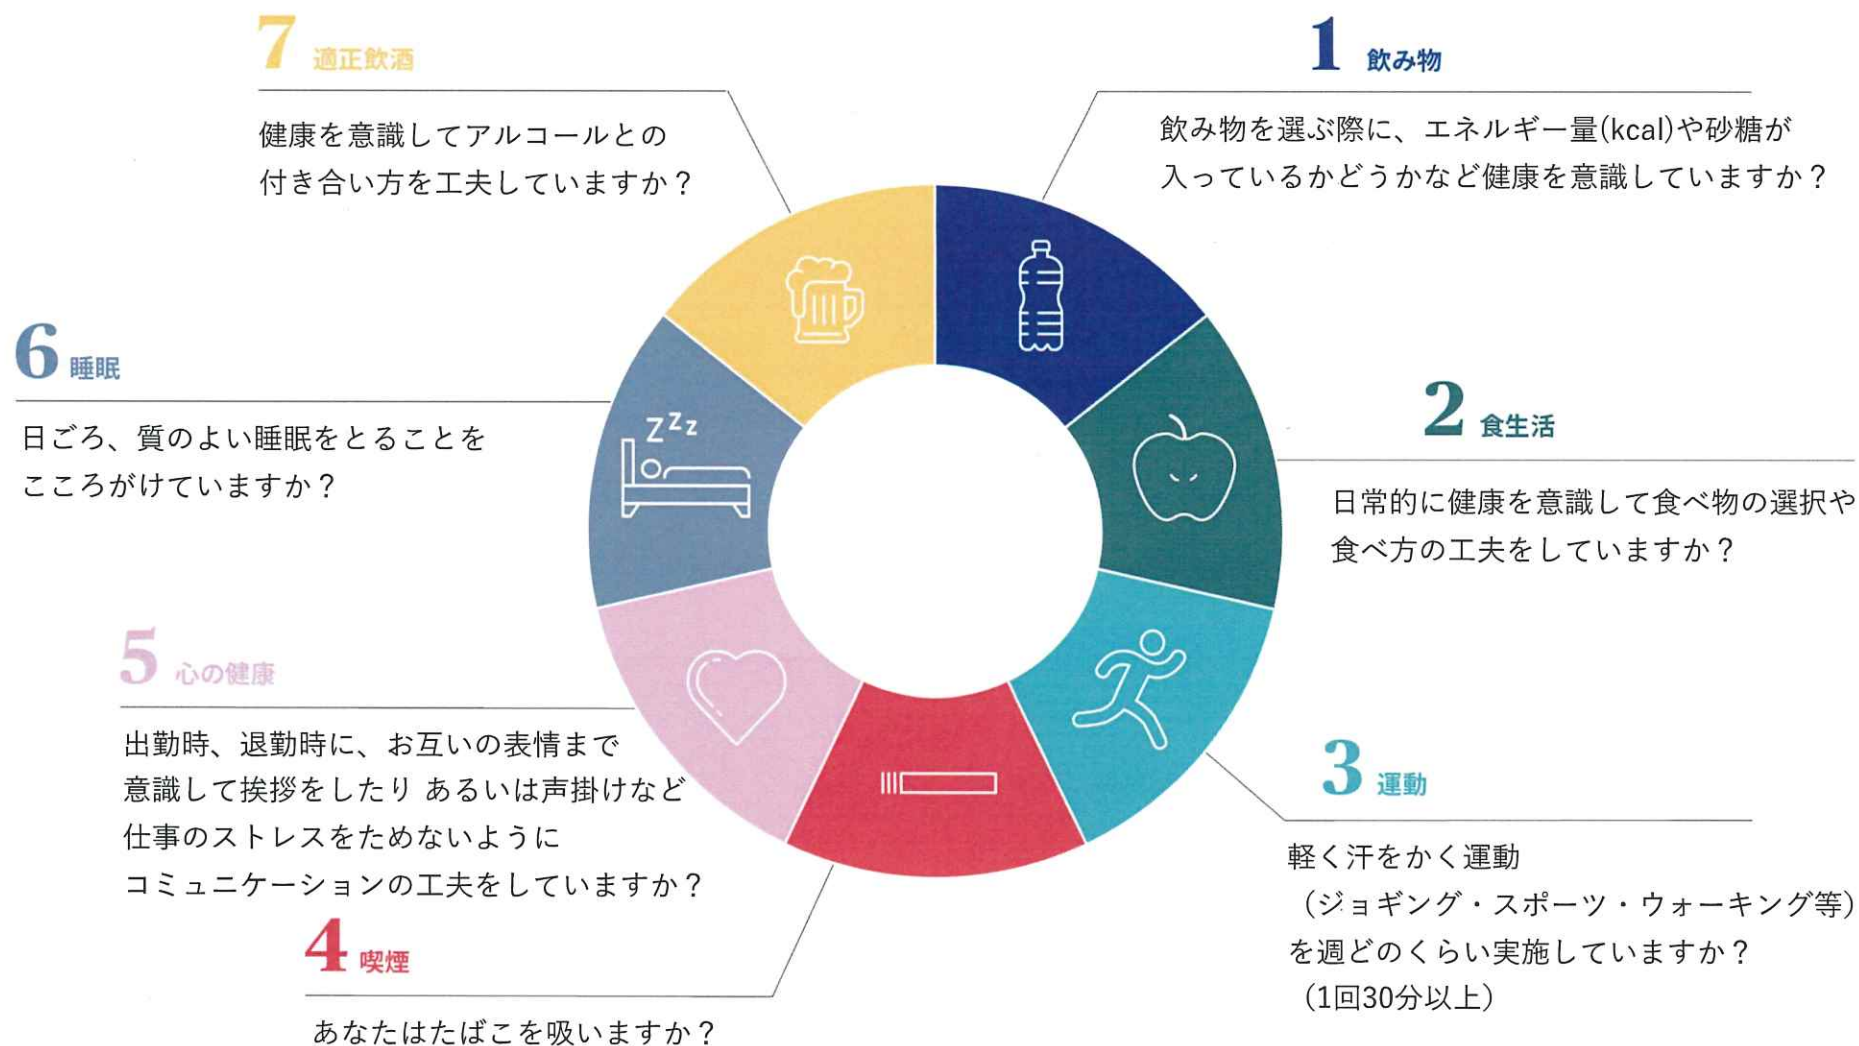 1 飲み物
飲み物を選ぶ際に、エネルギー量(kcal)や砂糖が
入っているかどうかなど健康を意識していますか？
2 食生活
日常的に健康を意識して食べ物の選択や
食べ方の工夫をしていますか？
3 運動
軽く汗をかく運動
（ジョギング・スポーツ・ウォーキング等）
を週どのくらい実施していますか？
（1回30分以上）
4 喫煙
あなたはたばこを吸いますか？
5 心の健康
出勤時、退勤時に、お互いの表情まで
意識して挨拶をしたり あるいは声掛けなど
仕事のストレスをためないように
コミュニケーションの工夫をしていますか？
6 睡眠
日ごろ、質のよい睡眠をとることを
こころがけていますか？
zzz
7 適正飲酒
健康を意識してアルコールとの
付き合い方を工夫していますか？